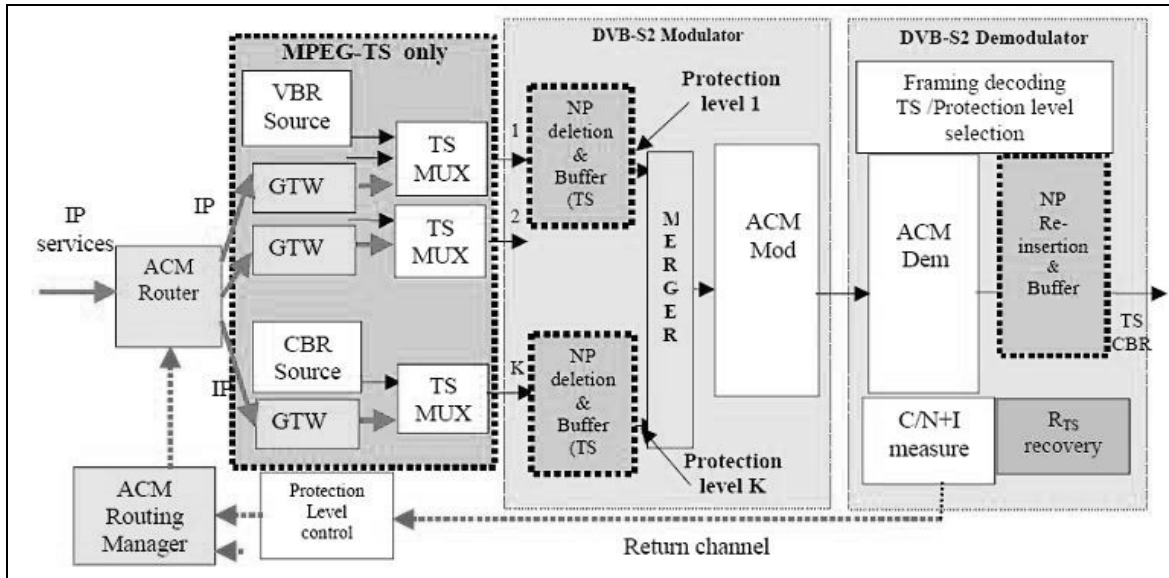 MPEG-TS only
VBR
Source
GTW
TS
MUX
GTW
TS
MUX
CBR
Source
GTW
TS
MUX
IP
services
IP
IP
ACM
Router
ACM
Routing
Manager
Protection
Level
control
1
2
K
DVB-S2 Modulator
NP
deletion
&
Buffer
(TS
Protection
level 1
NP
deletion
&
Buffer
(TS
Protection
level K
M
E
R
G
E
R
ACM
Mod
DVB-S2 Demodulator
Framing decoding
TS /Protection level
selection
ACM
Dem
NP
Re-
insertion
&
Buffer
TS
CBR
C/N+I
measure
RTS
recovery
Return channel